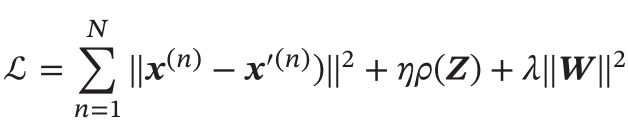 ℒ = ∑_{n=1}^{N} ||𝒙^{(n)} − 𝒙′^{(n)})||² + ηρ(𝒁) + λ||𝑾||²